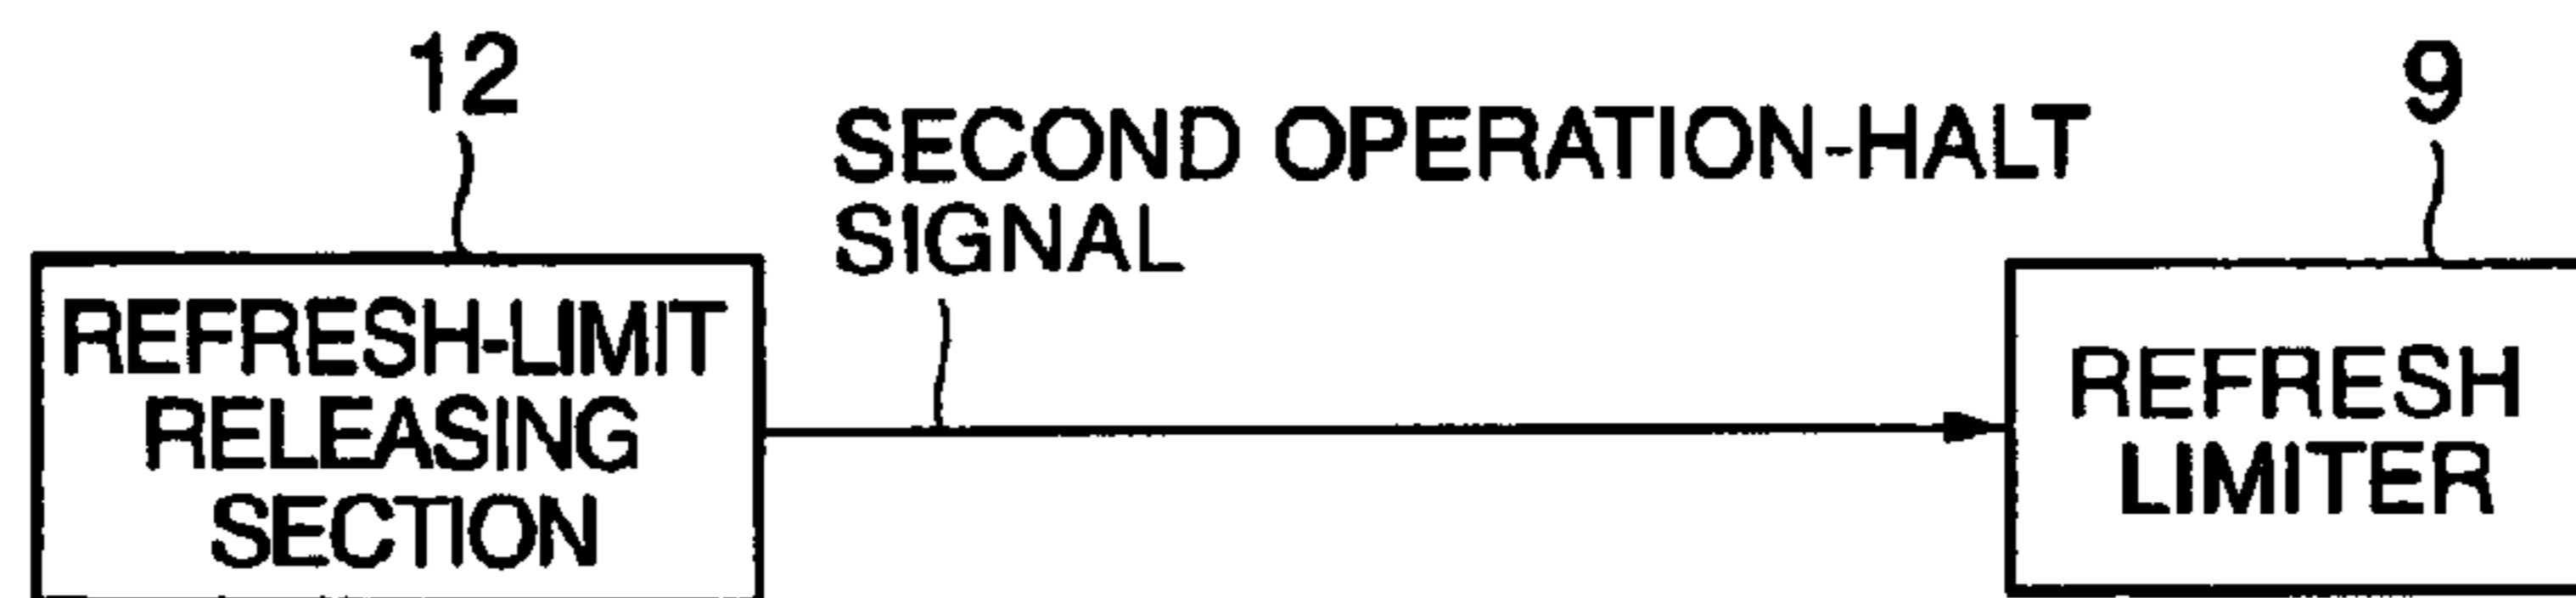 12
SECOND OPERATION-HALT
SIGNAL
9
REFRESH-LIMIT
RELEASING
SECTION
REFRESH
LIMITER